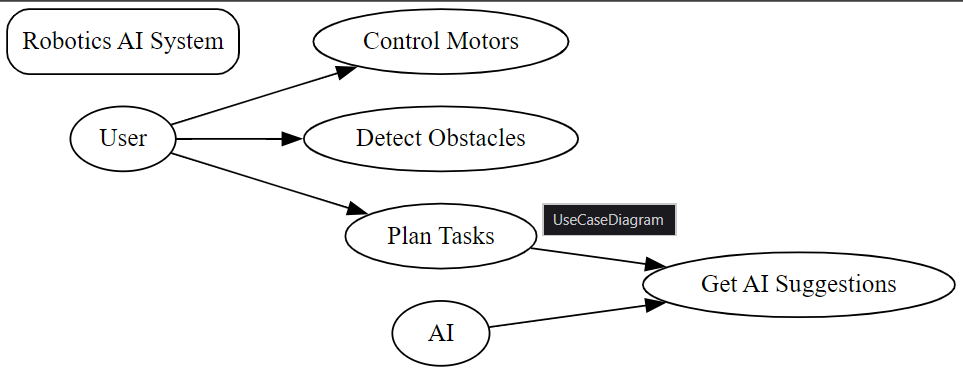 Robotics AI System
Control Motors
User
Detect Obstacles
Plan Tasks
UseCaseDiagram
Get AI Suggestions
AI